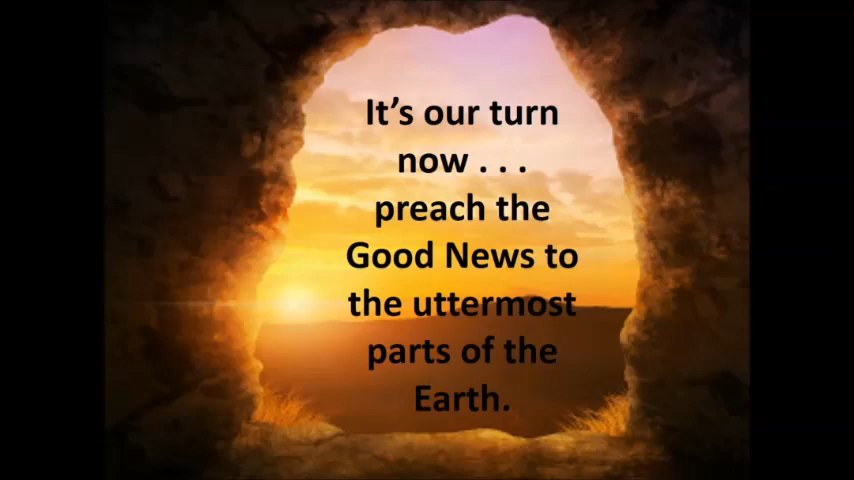 It’s our turn
now . . .
preach the
Good News to
the uttermost
parts of the
Earth.